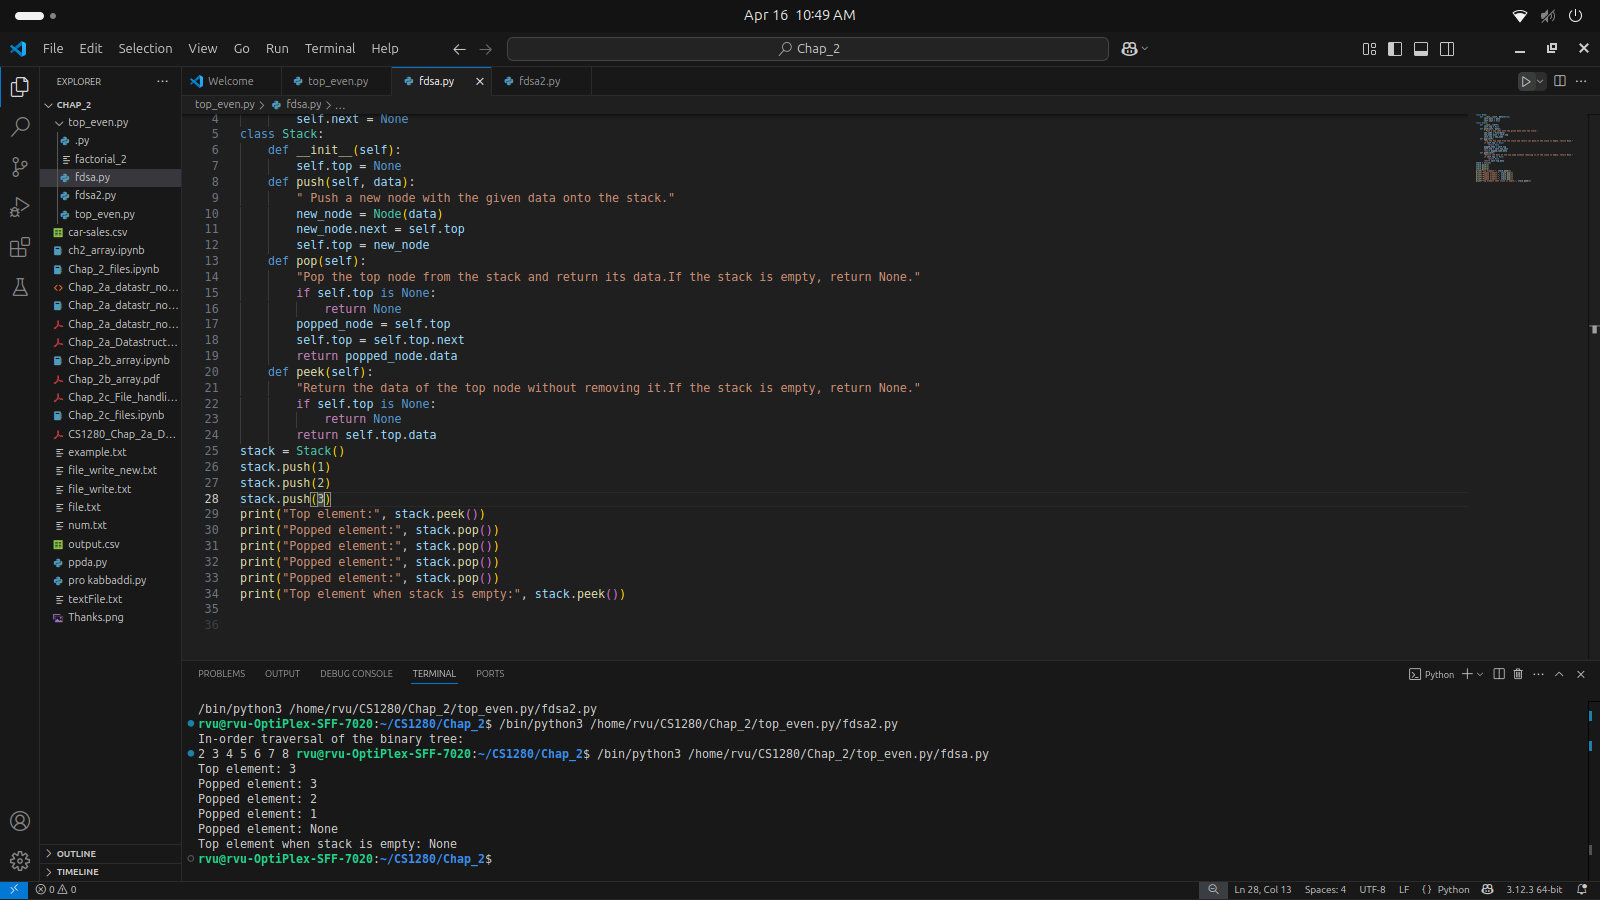 Apr 16 10:49 AM
File Edit Selection View Go Run Terminal Help
Chap_2
EXPLORER
CHAP_2
top_even.py
.py
factorial_2
fdsa.py
fdsa2.py
top_even.py
car-sales.csv
ch2_array.ipynb
Chap_2_files.ipynb
Chap_2a_datastr_no...
Chap_2a_datastr_no...
Chap_2a_datastr_no...
Chap_2a_Datastruct...
Chap_2b_array.ipynb
Chap_2b_array.pdf
Chap_2c_File_handli...
Chap_2c_files.ipynb
CS1280_Chap_2a_D...
example.txt
file_write_new.txt
file_write.txt
file.txt
num.txt
output.csv
ppda.py
pro kabbaddi.py
textFile.txt
Thanks.png
OUTLINE
TIMELINE
Welcome top_even.py fdsa.py fdsa2.py
top_even.py > fdsa.py > ...
4 self.next = None
5 class Stack:
6 def __init__(self):
7 self.top = None
8 def push(self, data):
9 " Push a new node with the given data onto the stack."
10 new_node = Node(data)
11 new_node.next = self.top
12 self.top = new_node
13 def pop(self):
14 "Pop the top node from the stack and return its data.If the stack is empty, return None."
15 if self.top is None:
16 return None
17 popped_node = self.top
18 self.top = self.top.next
19 return popped_node.data
20 def peek(self):
21 "Return the data of the top node without removing it.If the stack is empty, return None."
22 if self.top is None:
23 return None
24 return self.top.data
25 stack = Stack()
26 stack.push(1)
27 stack.push(2)
28 stack.push(3)
29 print("Top element:", stack.peek())
30 print("Popped element:", stack.pop())
31 print("Popped element:", stack.pop())
32 print("Popped element:", stack.pop())
33 print("Popped element:", stack.pop())
34 print("Top element when stack is empty:", stack.peek())
35
36
PROBLEMS OUTPUT DEBUG CONSOLE TERMINAL PORTS
Python
/bin/python3 /home/rvu/CS1280/Chap_2/top_even.py/fdsa2.py
rvu@rvu-OptiPlex-SFF-7020:~/CS1280/Chap_2$ /bin/python3 /home/rvu/CS1280/Chap_2/top_even.py/fdsa2.py
In-order traversal of the binary tree:
2 3 4 5 6 7 8 rvu@rvu-OptiPlex-SFF-7020:~/CS1280/Chap_2$ /bin/python3 /home/rvu/CS1280/Chap_2/top_even.py/fdsa.py
Top element: 3
Popped element: 3
Popped element: 2
Popped element: 1
Popped element: None
Top element when stack is empty: None
rvu@rvu-OptiPlex-SFF-7020:~/CS1280/Chap_2$
0 0
Ln 28, Col 13 Spaces: 4 UTF-8 LF {} Python 3.12.3 64-bit